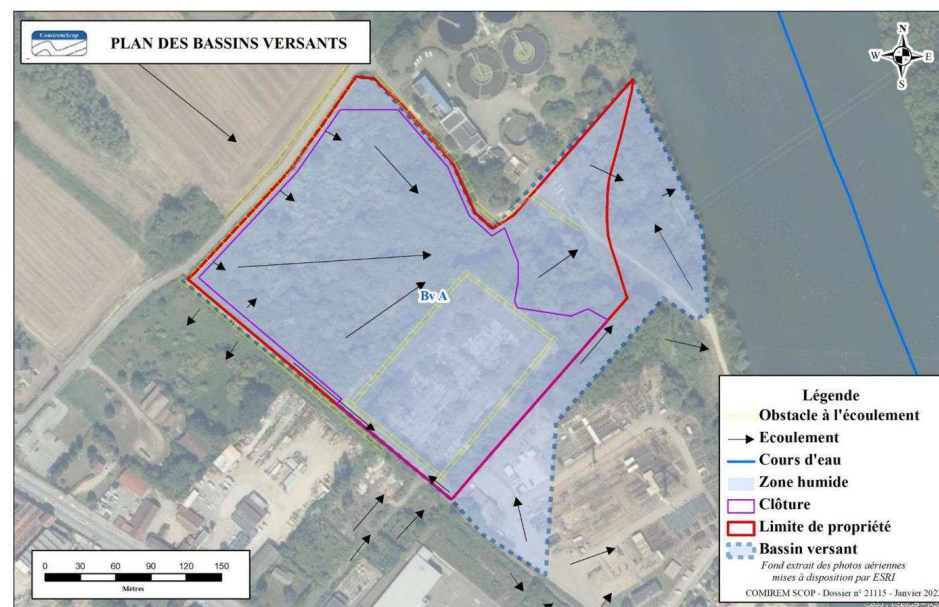 ComiremScop
PLAN DES BASSINS VERSANTS
N
W
E
S
Bv A
Légende
Obstacle à l'écoulement
Ecoulement
Cours d'eau
Zone humide
Clôture
Limite de propriété
Bassin versant
Fond extrait des photos aériennes
mises à disposition par ESRI
COMIREM SCOP - Dossier n° 21115 - Janvier 202
0 30 60 90 120 150
Mètres